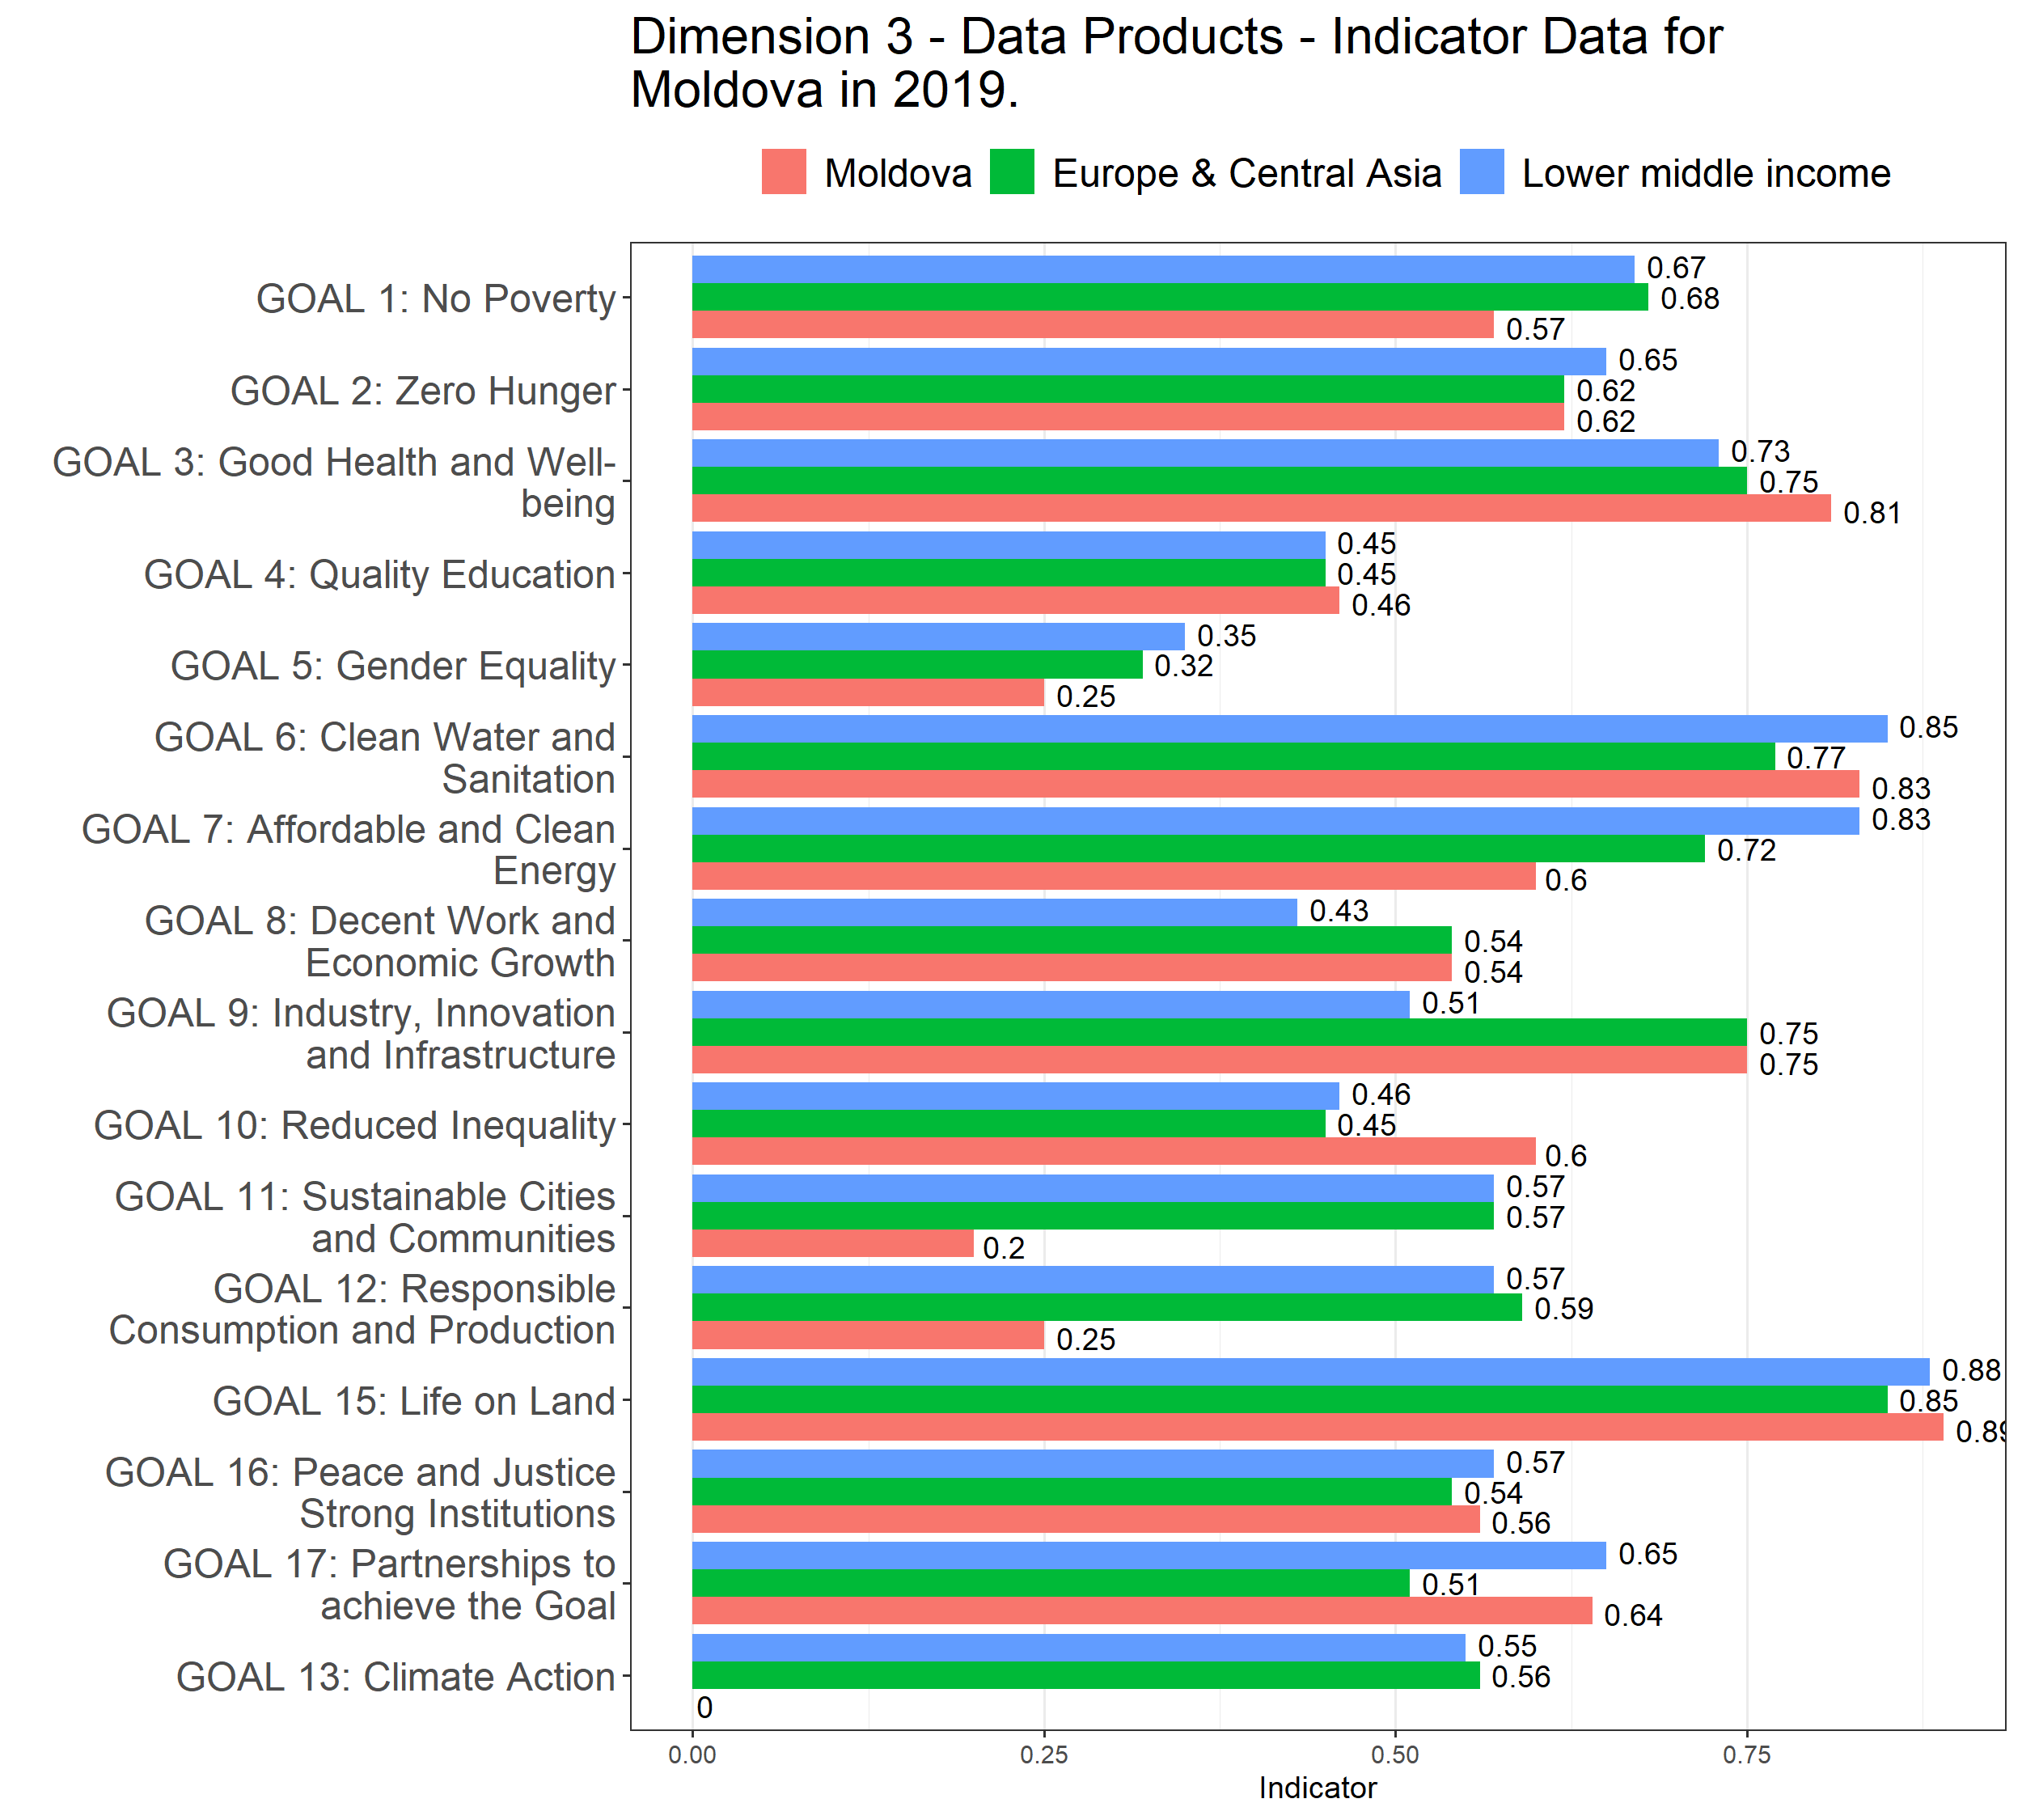 Dimension 3 - Data Products - Indicator Data for
Moldova in 2019.
Moldova
Europe & Central Asia
Lower middle income
GOAL 1: No Poverty
0.67
0.68
0.57
GOAL 2: Zero Hunger
0.65
0.62
0.62
GOAL 3: Good Health and Well-
being
0.73
0.75
0.81
GOAL 4: Quality Education
0.45
0.45
0.46
GOAL 5: Gender Equality
0.35
0.32
0.25
GOAL 6: Clean Water and
Sanitation
0.85
0.77
0.83
GOAL 7: Affordable and Clean
Energy
0.83
0.72
0.6
GOAL 8: Decent Work and
Economic Growth
0.43
0.54
0.54
GOAL 9: Industry, Innovation
and Infrastructure
0.51
0.75
0.75
GOAL 10: Reduced Inequality
0.46
0.45
0.6
GOAL 11: Sustainable Cities
and Communities
0.57
0.57
0.2
GOAL 12: Responsible
Consumption and Production
0.57
0.59
0.25
GOAL 15: Life on Land
0.88
0.85
0.89
GOAL 16: Peace and Justice
Strong Institutions
0.57
0.54
0.56
GOAL 17: Partnerships to
achieve the Goal
0.65
0.51
0.64
GOAL 13: Climate Action
0.55
0.56
0
0.00
0.25
0.50
0.75
Indicator